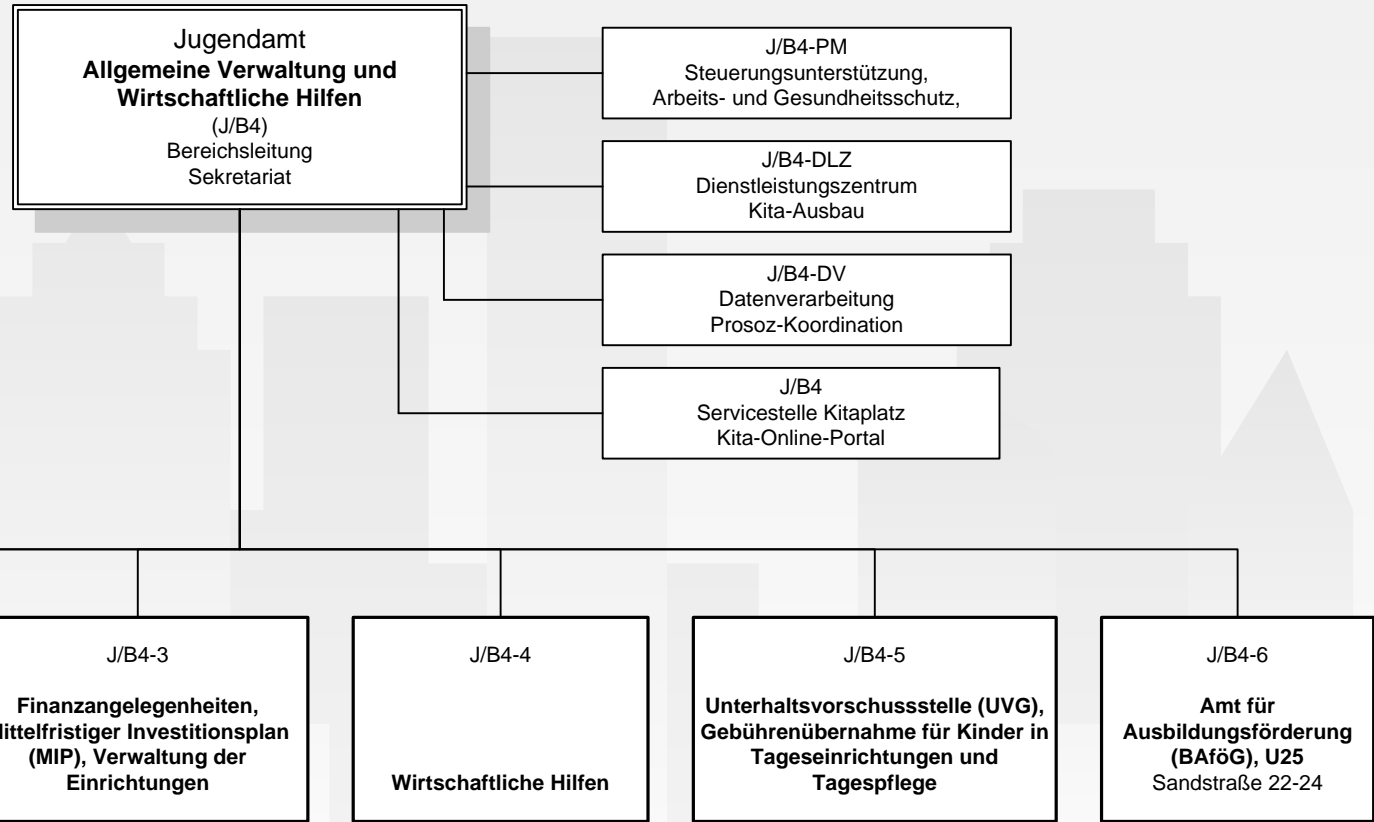 Jugendamt
Allgemeine Verwaltung und
Wirtschaftliche Hilfen
(J/B4)
Bereichsleitung
Sekretariat
J/B4-PM
Steuerungsunterstützung,
Arbeits- und Gesundheitsschutz,
J/B4-DLZ
Dienstleistungszentrum
Kita-Ausbau
J/B4-DV
Datenverarbeitung
Prosoz-Koordination
J/B4
Servicestelle Kitaplatz
Kita-Online-Portal
J/B4-3
Finanzangelegenheiten,
ittelfristiger Investitionsplan
(MIP), Verwaltung der
Einrichtungen
J/B4-4
Wirtschaftliche Hilfen
J/B4-5
Unterhaltsvorschussstelle (UVG),
Gebührenübernahme für Kinder in
Tageseinrichtungen und
Tagespflege
J/B4-6
Amt für
Ausbildungsförderung
(BAföG), U25
Sandstraße 22-24